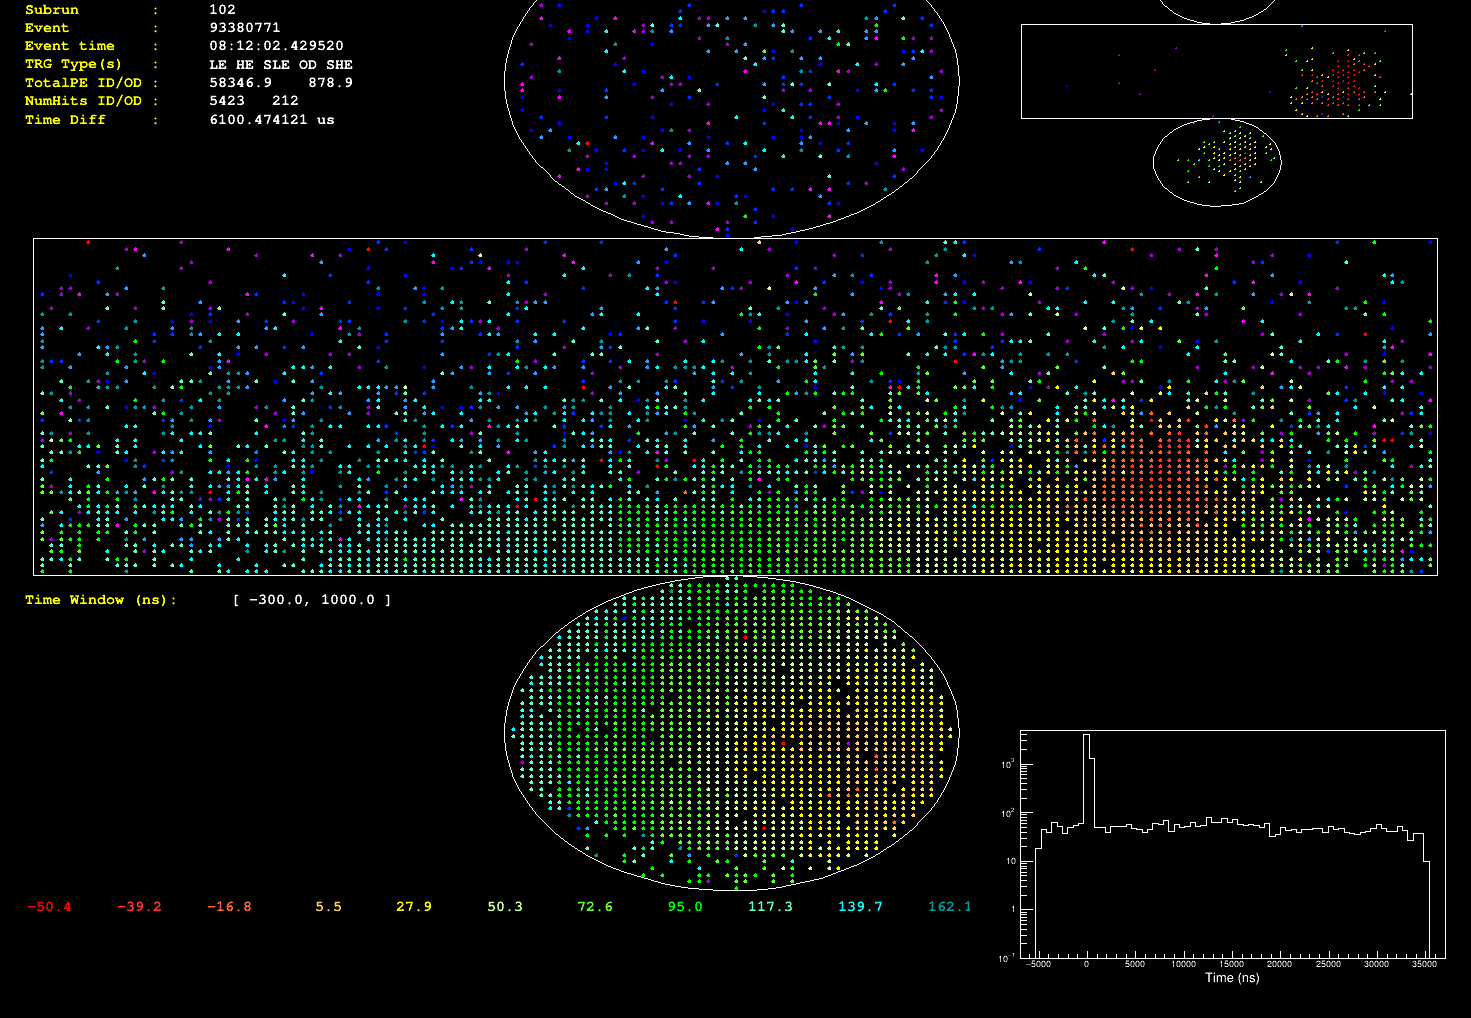 Subrun : 102
Event : 93380771
Event time : 08:12:02.429520
TRG Type(s) : LE HE SLE OD SHE
TotalPE ID/OD : 58346.9 878.9
NumHits ID/OD : 5423 212
Time Diff : 6100.474121 us
Time Window (ns): [ -300.0, 1000.0 ]
10³
10²
10
1
10⁻¹
-5000 0 5000 10000 15000 20000 25000 30000 35000
Time (ns)
-50.4 -39.2 -16.8 5.5 27.9 50.3 72.6 95.0 117.3 139.7 162.1